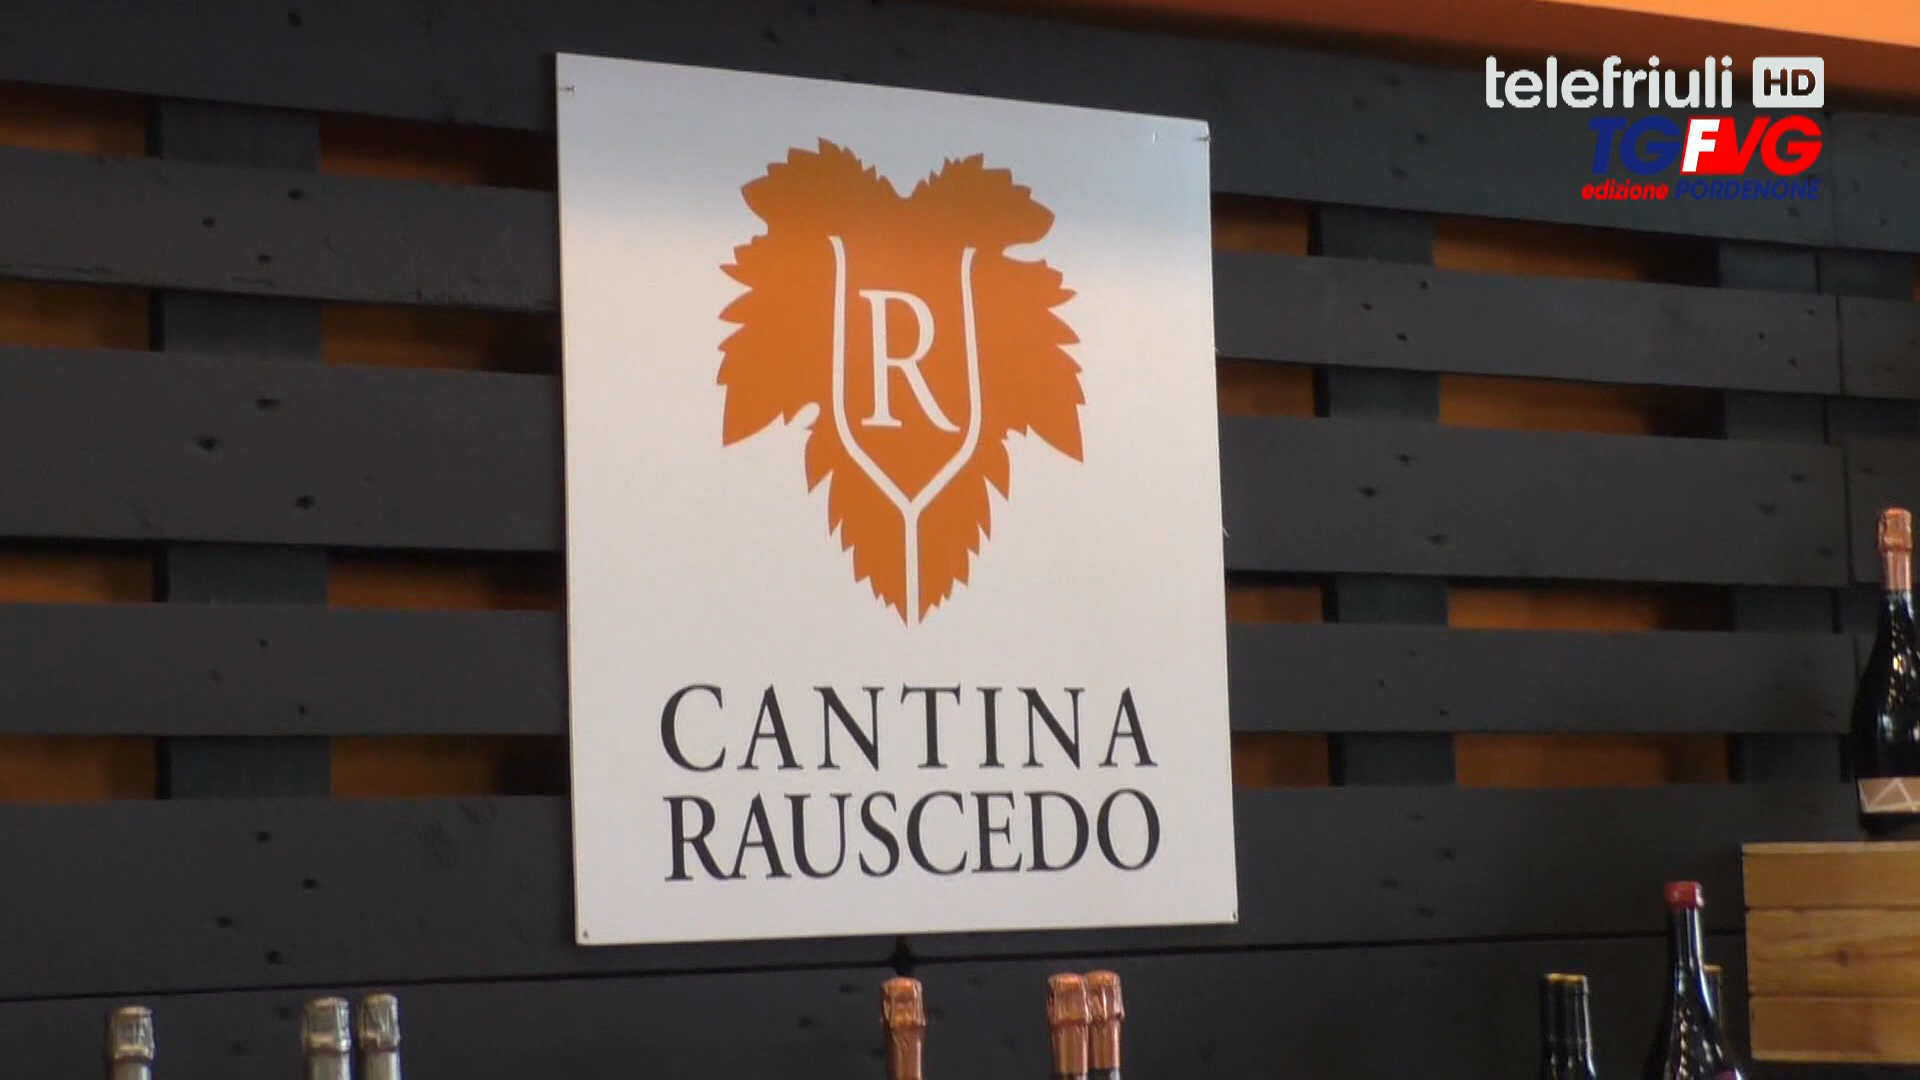 telefriuli HD
TGFVG
edizione PORDENONE
R
CANTINA
RAUSCEDO